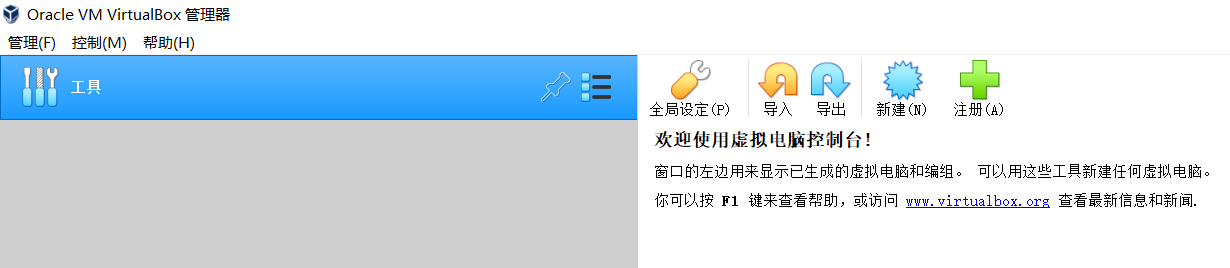 Oracle VM VirtualBox 管理器
管理(F) 控制(M) 帮助(H)
工具
全局设定(P) 导入 导出 新建(N) 注册(A)
欢迎使用虚拟电脑控制台!
窗口的左边用来显示已生成的虚拟电脑和编组。 可以用这些工具新建任何虚拟电脑。
你可以按 F1 键来查看帮助，或访问 www.virtualbox.org 查看最新信息和新闻.